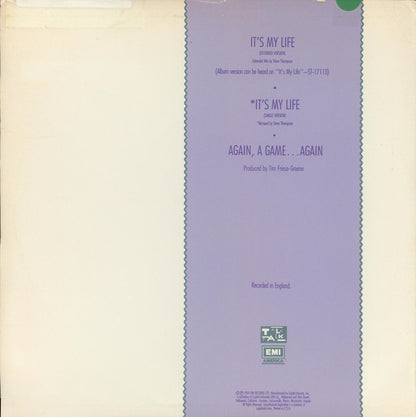 IT'S MY LIFE
(EXTENDED VERSION)
Extended Mix by Steve Thompson
(Album version can be heard on "It's My Life"—ST-17113)
•
*IT'S MY LIFE
(SINGLE VERSION)
*Remixed by Steve Thompson
•
AGAIN, A GAME...AGAIN
Produced by Tim Friese-Greene
Recorded in England.
TALK
TALK
EMI
AMERICA